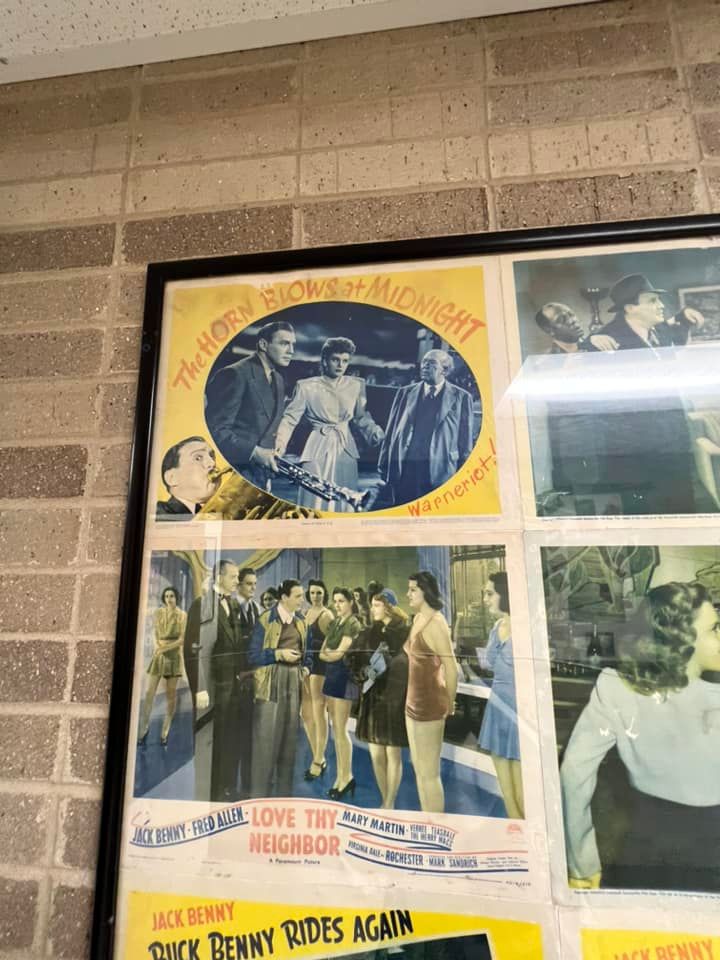 The HORN BLOWS at MIDNIGHT
Warneriot!
JACK BENNY · FRED ALLEN ·
LOVE THY
NEIGHBOR
A Paramount Picture
MARY MARTIN ·
VERREE TEASDALE
THE MERRY MACS
VIRGINIA DALE · ROCHESTER · MARK SANDRICH
JACK BENNY
BUCK BENNY RIDES AGAIN
JACK BENNY